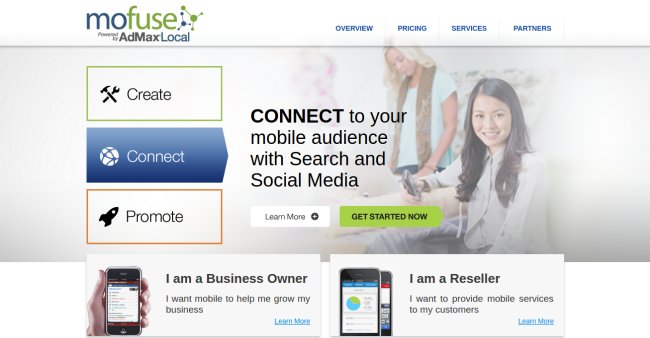 mofuse
Powered by AdMax Local
OVERVIEW PRICING SERVICES PARTNERS
Create
Connect
Promote
CONNECT to your
mobile audience
with Search and
Social Media
Learn More
GET STARTED NOW
I am a Business Owner
I want mobile to help me grow my
business
Learn More
I am a Reseller
I want to provide mobile services
to my customers
Learn More